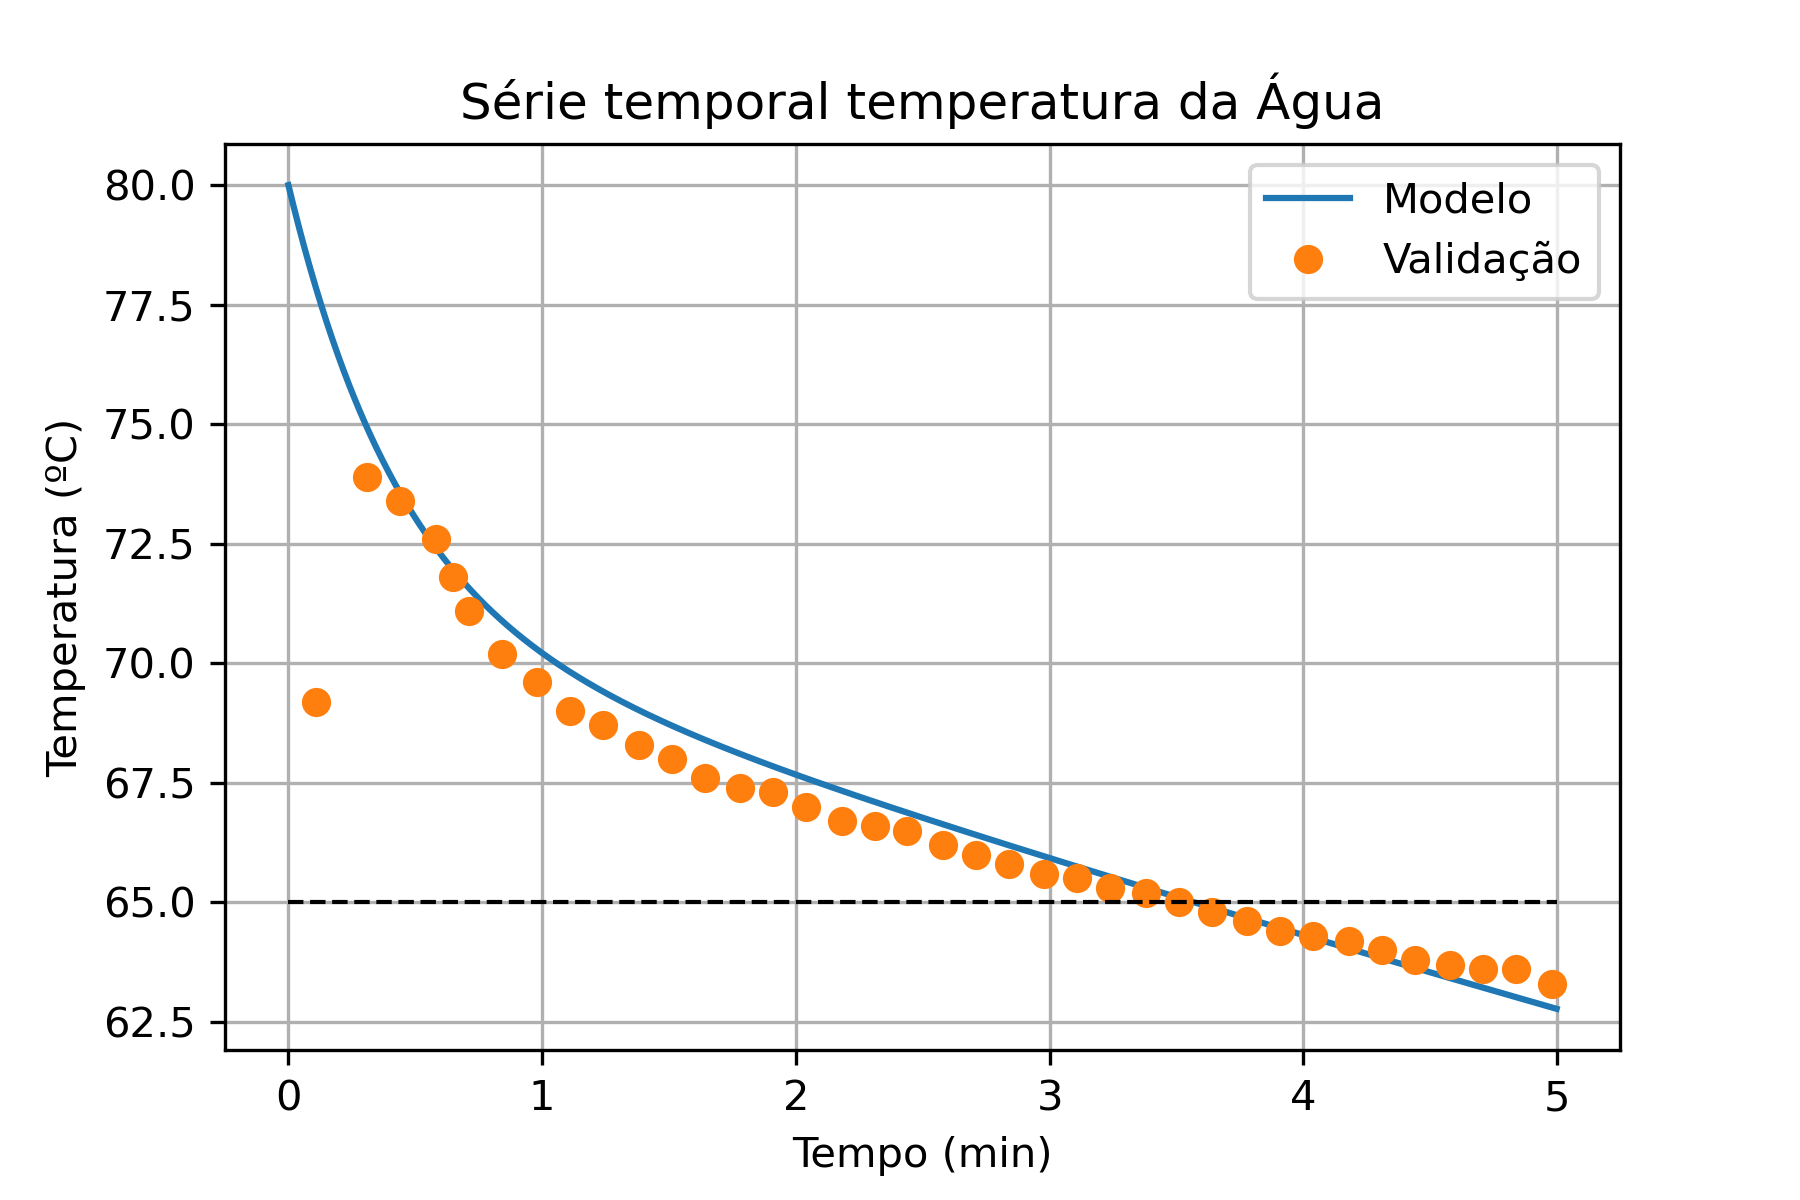 Série temporal temperatura da Água
Modelo
Validação
80.0
77.5
75.0
72.5
70.0
67.5
65.0
62.5
Temperatura (ºC)
0 1 2 3 4 5
Tempo (min)